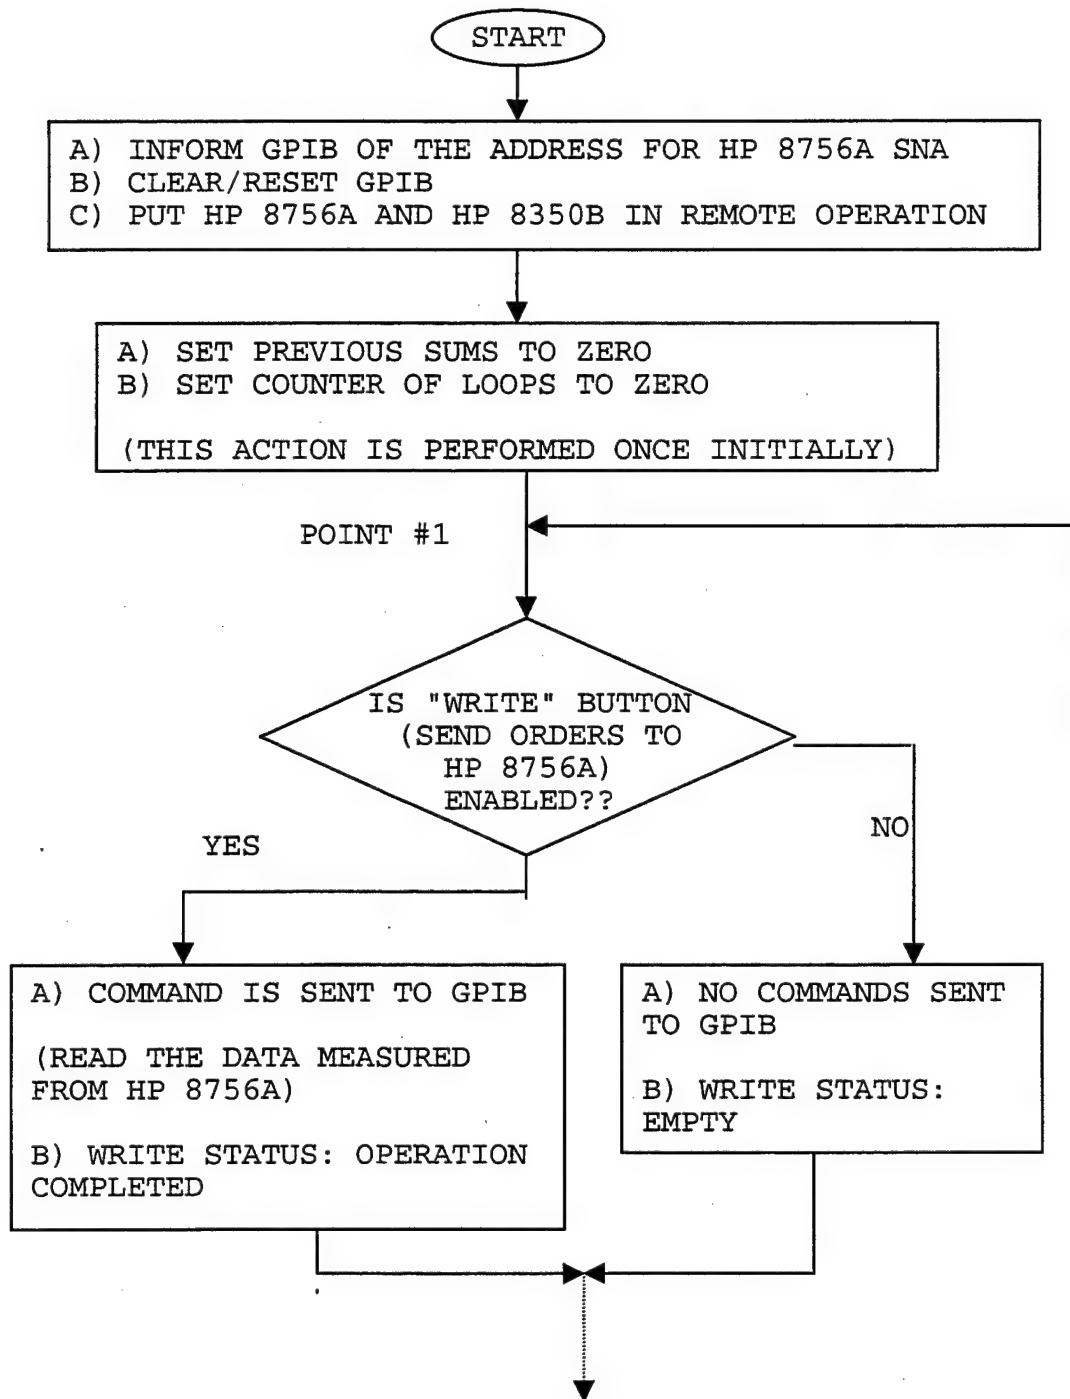 START
A) INFORM GPIB OF THE ADDRESS FOR HP 8756A SNA
B) CLEAR/RESET GPIB
C) PUT HP 8756A AND HP 8350B IN REMOTE OPERATION
A) SET PREVIOUS SUMS TO ZERO
B) SET COUNTER OF LOOPS TO ZERO
(THIS ACTION IS PERFORMED ONCE INITIALLY)
POINT #1
IS "WRITE" BUTTON
(SEND ORDERS TO
HP 8756A)
ENABLED??
YES
NO
A) COMMAND IS SENT TO GPIB
(READ THE DATA MEASURED
FROM HP 8756A)
B) WRITE STATUS: OPERATION
COMPLETED
A) NO COMMANDS SENT
TO GPIB
B) WRITE STATUS:
EMPTY